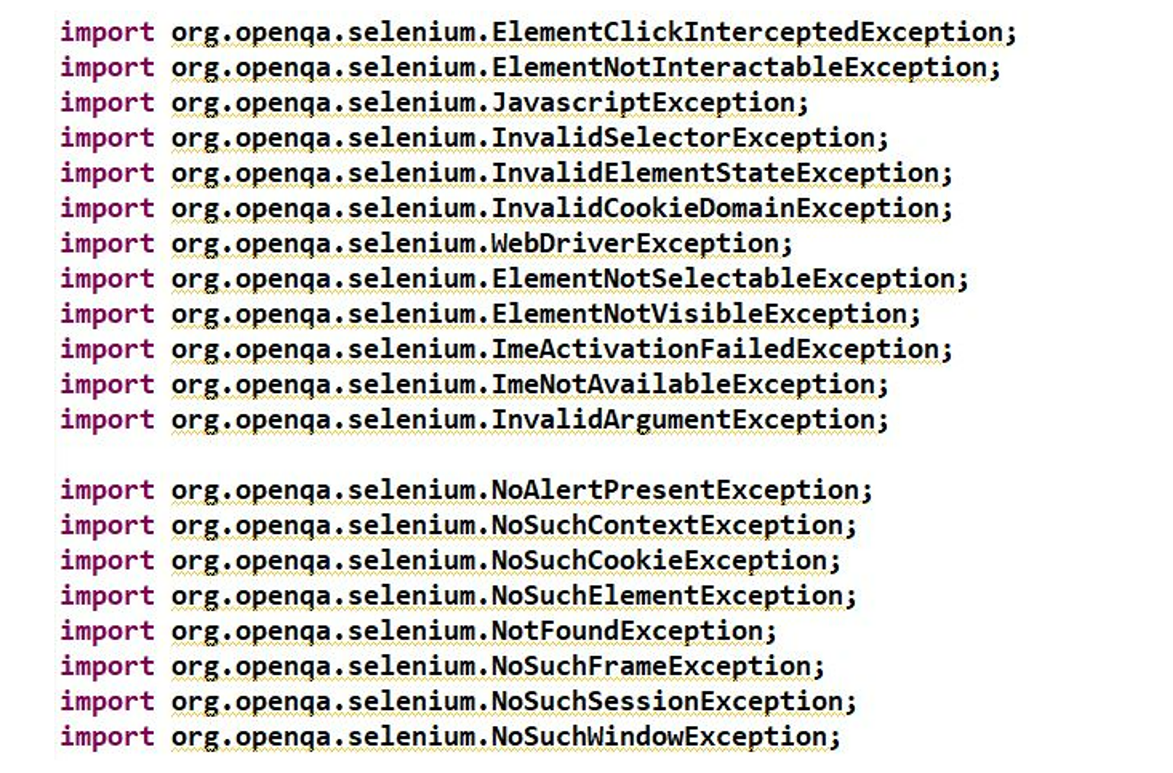 import org.openqa.selenium.ElementClickInterceptedException;
import org.openqa.selenium.ElementNotInteractableException;
import org.openqa.selenium.JavascriptException;
import org.openqa.selenium.InvalidSelectorException;
import org.openqa.selenium.InvalidElementStateException;
import org.openqa.selenium.InvalidCookieDomainException;
import org.openqa.selenium.WebDriverException;
import org.openqa.selenium.ElementNotSelectableException;
import org.openqa.selenium.ElementNotVisibleException;
import org.openqa.selenium.ImeActivationFailedException;
import org.openqa.selenium.ImeNotAvailableException;
import org.openqa.selenium.InvalidArgumentException;
import org.openqa.selenium.NoAlertPresentException;
import org.openqa.selenium.NoSuchContextException;
import org.openqa.selenium.NoSuchCookieException;
import org.openqa.selenium.NoSuchElementException;
import org.openqa.selenium.NotFoundException;
import org.openqa.selenium.NoSuchFrameException;
import org.openqa.selenium.NoSuchSessionException;
import org.openqa.selenium.NoSuchWindowException;